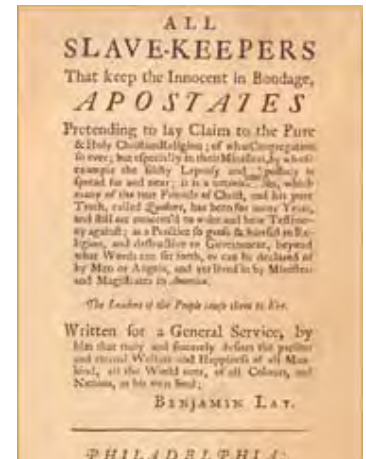 ALL
SLAVE-KEEPERS
That keep the Innocent in Bondage,
APOSTATES
Pretending to lay Claim to the Pure
& Holy Christian Religion; of what Congregation
so ever; but especially in their Ministers, by whose
example the filthy Leprosy and Apostacy is
spread far and near; it is a notorious Sin, which
many of the true Friends of Christ, and his pure
Truth, called Quakers, has been for many Years,
and still are concern'd to write and bear Testimo-
ny against; as a Practice so gross & hurtful to Re-
ligion, and destructive to Government, beyond
what Words can set forth, or can be declared of
by Men or Angels, and yet lived in by Ministers
and Magistrates in America.
The Leaders of the People cause them to Err.
Written for a General Service, by
him that truly and sincerely desires the present
and eternal Welfare and Happiness of all Man-
kind, all the World over, of all Colours, and
Nations, as his own Soul;
BENJAMIN LAY.
PHILADELPHIA: